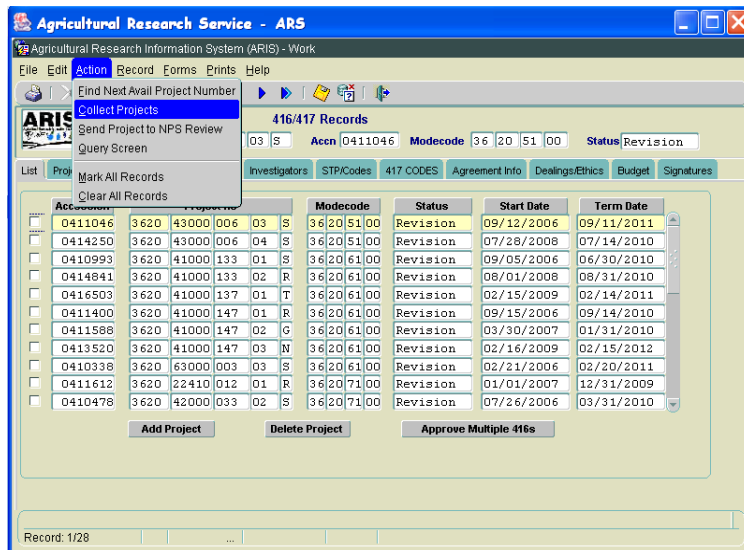 Agricultural Research Service - ARS
Agricultural Research Information System (ARIS) - Work
File Edit Action Record Forms Prints Help
Find Next Avail Project Number
Collect Projects
Send Project to NPS Review
Query Screen
Mark All Records
Clear All Records
ARIS
416/417 Records
03 S Accn 0411046 Modecode 36 20 51 00 Status Revision
List Investigators STP/Codes 417 CODES Agreement Info Dealings/Ethics Budget Signatures
Accession Project no Modecode Status Start Date Term Date
0411046 3620 43000 006 03 S 36 20 51 00 Revision 09/12/2006 09/11/2011
0414250 3620 43000 006 04 S 36 20 51 00 Revision 07/28/2008 07/14/2010
0410993 3620 41000 133 01 S 36 20 61 00 Revision 09/05/2006 06/30/2010
0414841 3620 41000 133 02 R 36 20 61 00 Revision 08/01/2008 08/31/2010
0416503 3620 41000 137 01 T 36 20 61 00 Revision 02/15/2009 02/14/2011
0411400 3620 41000 147 01 R 36 20 61 00 Revision 09/15/2006 09/14/2010
0411588 3620 41000 147 02 G 36 20 61 00 Revision 03/30/2007 01/31/2010
0413520 3620 41000 147 03 N 36 20 61 00 Revision 02/16/2009 02/15/2012
0410338 3620 63000 003 03 S 36 20 61 00 Revision 02/21/2006 02/20/2011
0411612 3620 22410 012 01 R 36 20 71 00 Revision 01/01/2007 12/31/2009
0410478 3620 42000 033 02 S 36 20 71 00 Revision 07/26/2006 03/31/2010
Add Project Delete Project Approve Multiple 416s
Record: 1/28 ...